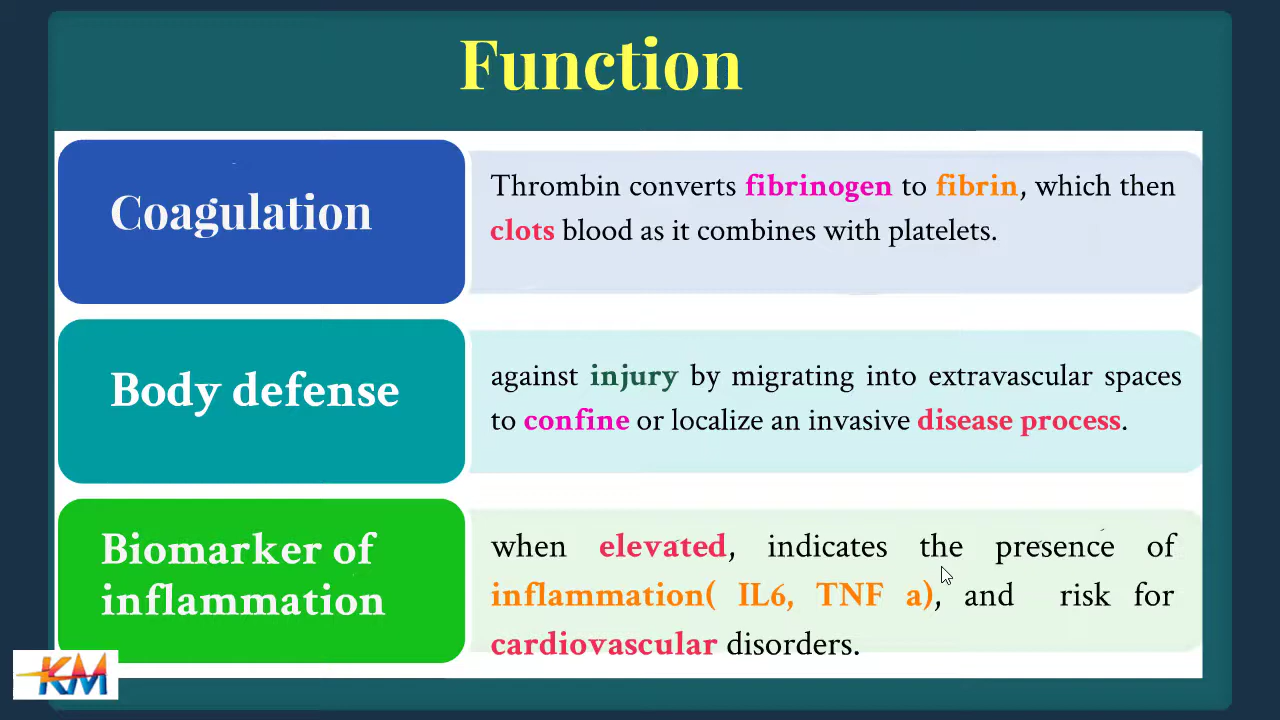 Function
Coagulation
Thrombin converts fibrinogen to fibrin, which then
clots blood as it combines with platelets.
Body defense
against injury by migrating into extravascular spaces
to confine or localize an invasive disease process.
Biomarker of
inflammation
when elevated, indicates the presence of
inflammation( IL6, TNF a), and risk for
cardiovascular disorders.
KM